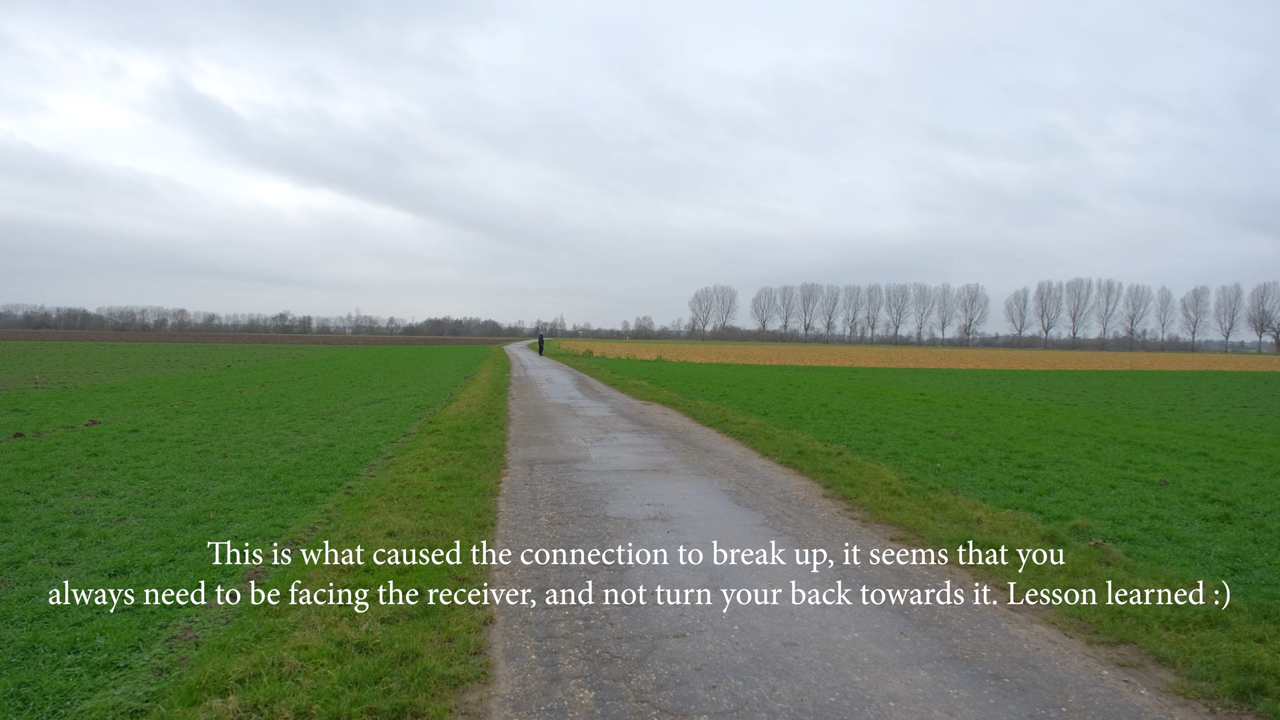 This is what caused the connection to break up, it seems that you
always need to be facing the receiver, and not turn your back towards it. Lesson learned :)